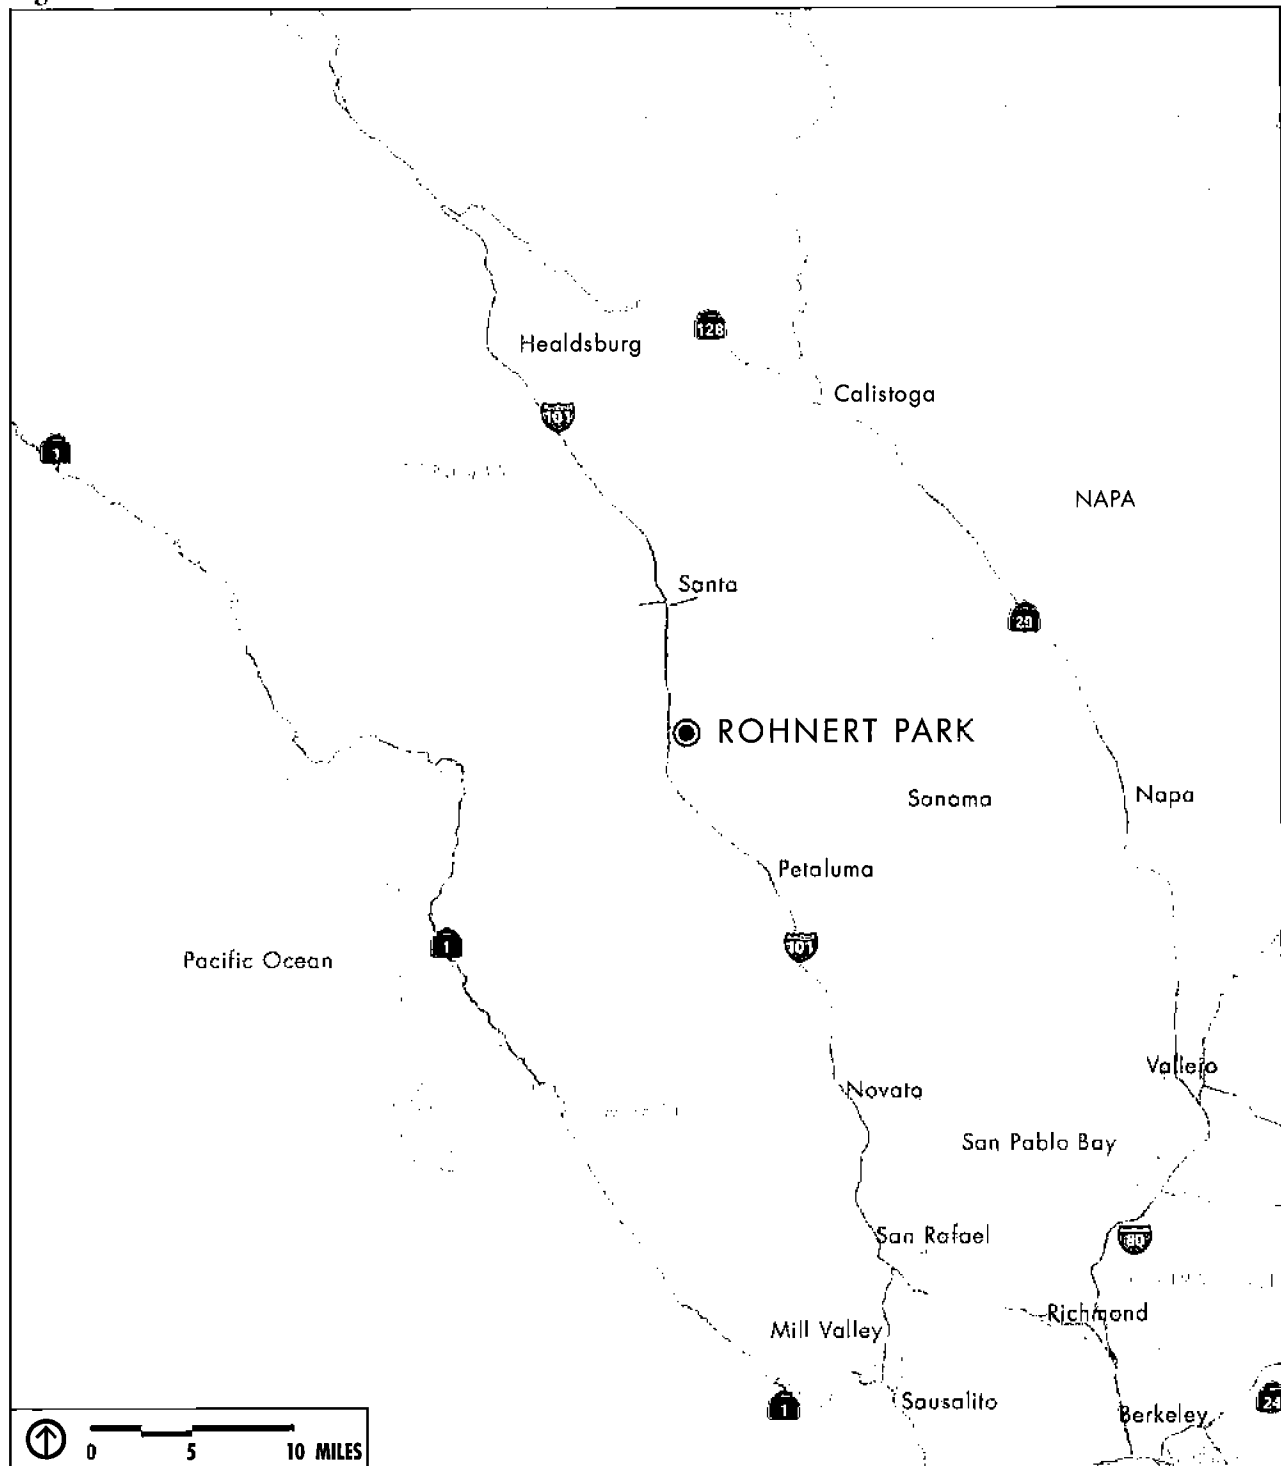 128
Healdsburg
Calistoga
101
1
NAPA
Santa
29
ROHNERT PARK
Sonoma
Napa
Petaluma
101
1
Pacific Ocean
Vallejo
Novato
San Pablo Bay
San Rafael
80
Richmond
Mill Valley
1
Sausalito
24
Berkeley
0 5 10 MILES